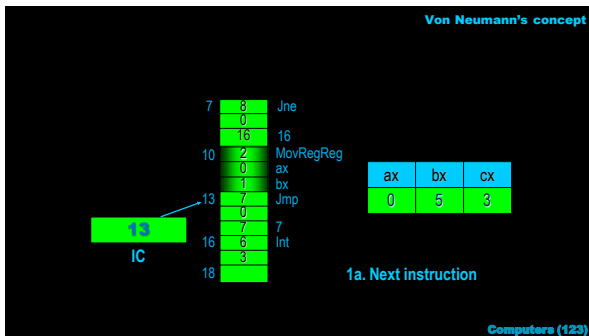 Von Neumann's concept
7 8 Jne
0
16 16
10 2 MovRegReg
0 ax
1 bx
13 7 Jmp
0
7 7
16 6 Int
3
18
13
IC
ax bx cx
0 5 3
1a. Next instruction
Computers (123)